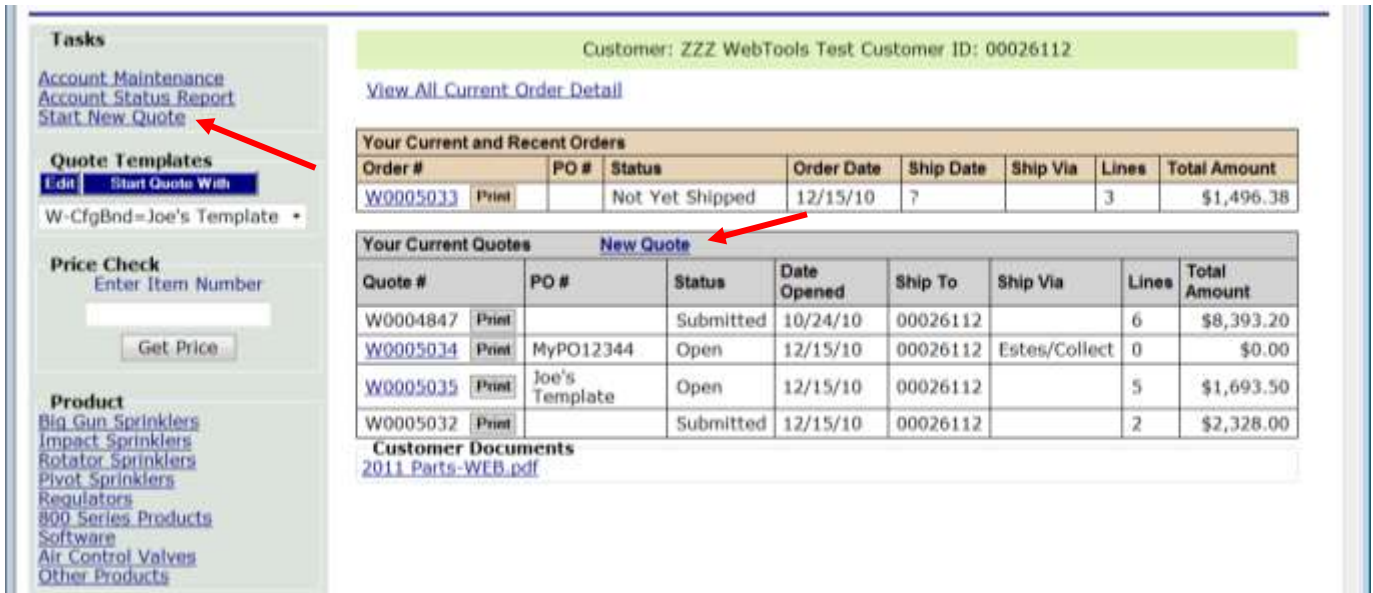 Tasks
Account Maintenance
Account Status Report
Start New Quote
Quote Templates
Edit Start Quote With
W-CfgBnd=Joe's Template
Price Check
Enter Item Number
Get Price
Product
Big Gun Sprinklers
Impact Sprinklers
Rotator Sprinklers
Pivot Sprinklers
Regulators
800 Series Products
Software
Air Control Valves
Other Products
Customer: ZZZ WebTools Test Customer ID: 00026112
View All Current Order Detail
Your Current and Recent Orders
Order # PO # Status Order Date Ship Date Ship Via Lines Total Amount
W0005033 Print Not Yet Shipped 12/15/10 ? 3 $1,496.38
Your Current Quotes New Quote
Quote # PO # Status Date Opened Ship To Ship Via Lines Total Amount
W0004847 Print Submitted 10/24/10 00026112 6 $8,393.20
W0005034 Print MyPO12344 Open 12/15/10 00026112 Estes/Collect 0 $0.00
W0005035 Print Joe's Template Open 12/15/10 00026112 5 $1,693.50
W0005032 Print Submitted 12/15/10 00026112 2 $2,328.00
Customer Documents
2011 Parts-WEB.pdf